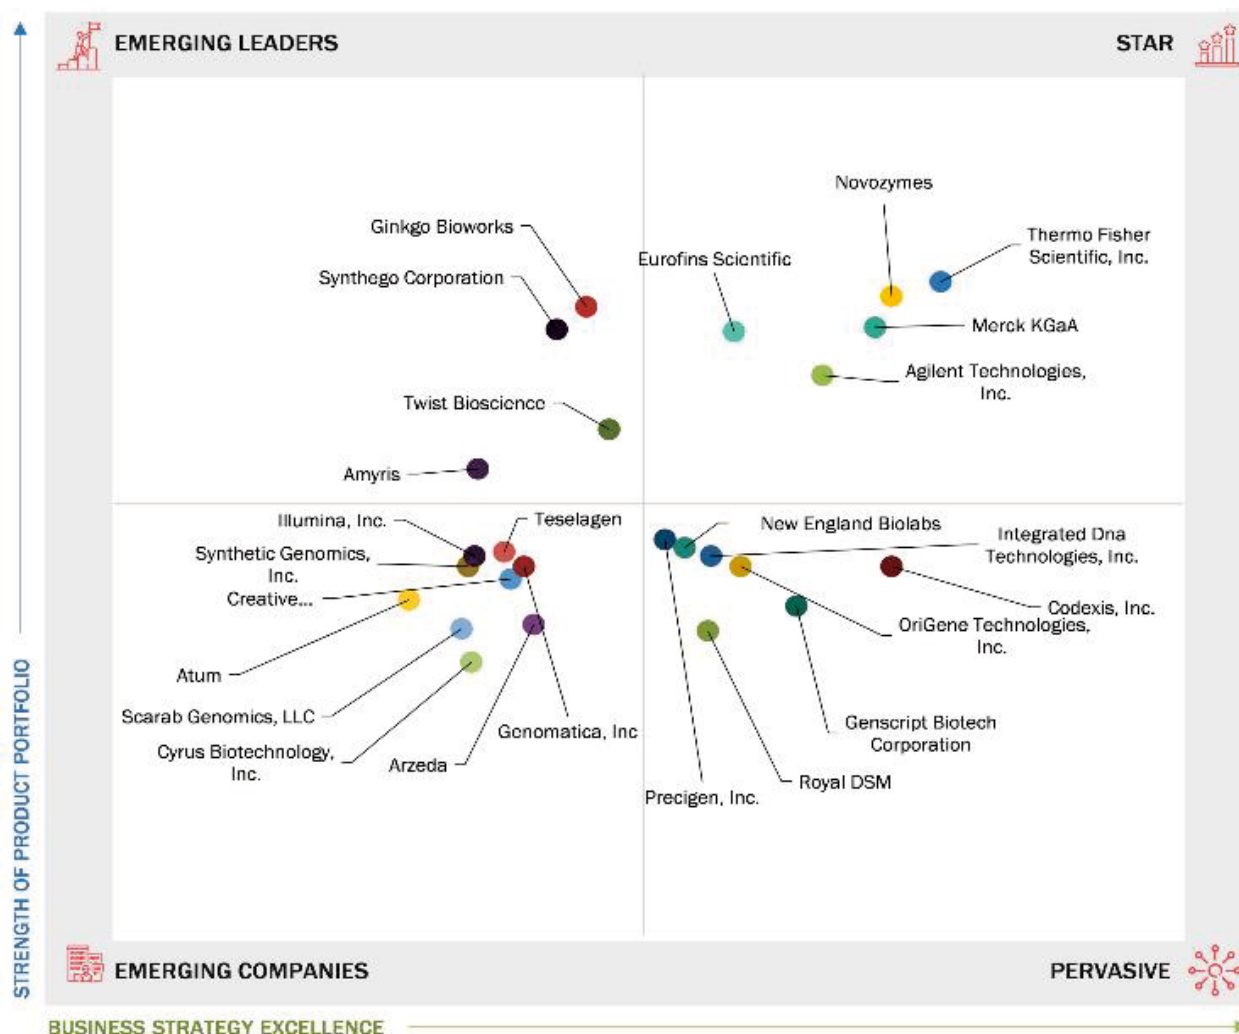 EMERGING LEADERS
STAR
Novozymes
Ginkgo Bioworks
Thermo Fisher
Scientific, Inc.
Eurofins Scientific
Synthego Corporation
Merck KGaA
Agilent Technologies,
Inc.
Twist Bioscience
Amyris
Illumina, Inc.
Teselagen
New England Biolabs
Integrated Dna
Technologies, Inc.
Synthetic Genomics,
Inc.
Creative...
Codexis, Inc.
OriGene Technologies,
Inc.
Atum
Scarab Genomics, LLC
Genomatica, Inc
Genscript Biotech
Corporation
Cyrus Biotechnology,
Inc.
Arzeda
Royal DSM
Precigen, Inc.
STRENGTH OF PRODUCT PORTFOLIO
EMERGING COMPANIES
PERVASIVE
BUSINESS STRATEGY EXCELLENCE